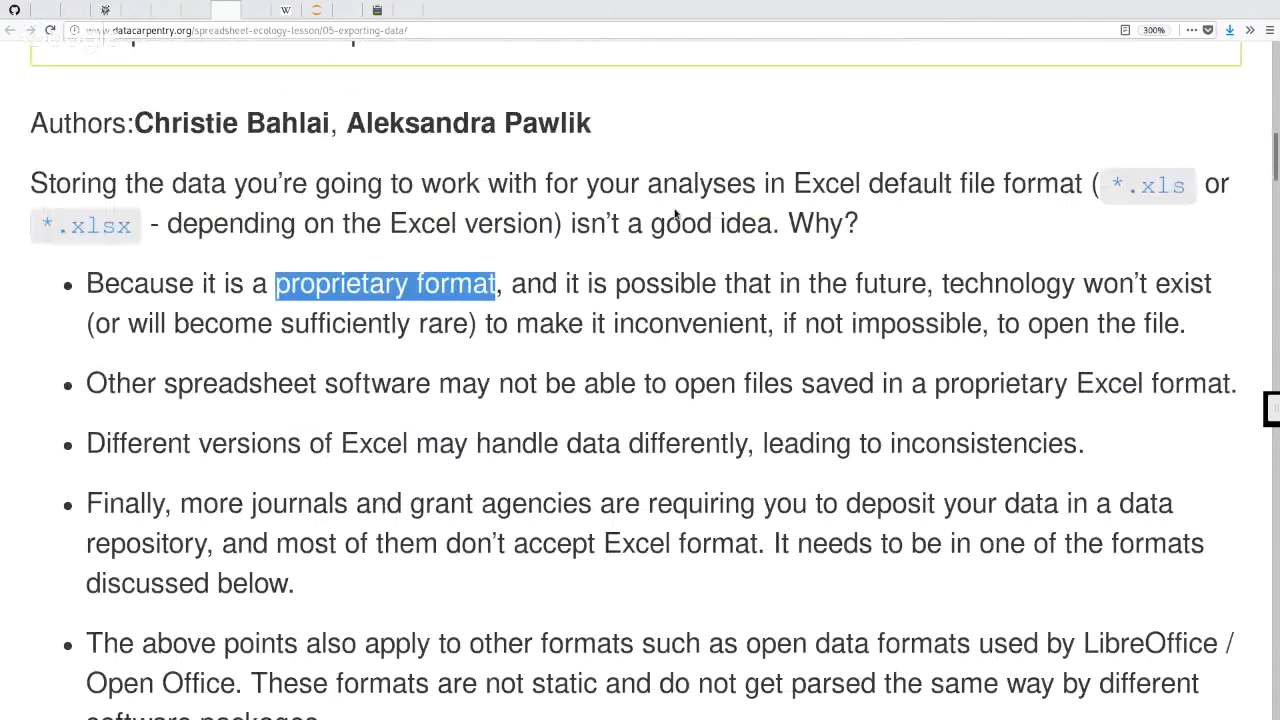 W
www.datacarpentry.org/spreadsheet-ecology-lesson/05-exporting-data/
300%
Authors:Christie Bahlai, Aleksandra Pawlik
Storing the data you’re going to work with for your analyses in Excel default file format ( *.xls or
*.xlsx - depending on the Excel version) isn’t a good idea. Why?
Because it is a proprietary format, and it is possible that in the future, technology won’t exist
(or will become sufficiently rare) to make it inconvenient, if not impossible, to open the file.
Other spreadsheet software may not be able to open files saved in a proprietary Excel format.
Different versions of Excel may handle data differently, leading to inconsistencies.
Finally, more journals and grant agencies are requiring you to deposit your data in a data
repository, and most of them don’t accept Excel format. It needs to be in one of the formats
discussed below.
The above points also apply to other formats such as open data formats used by LibreOffice /
Open Office. These formats are not static and do not get parsed the same way by different
software packages.